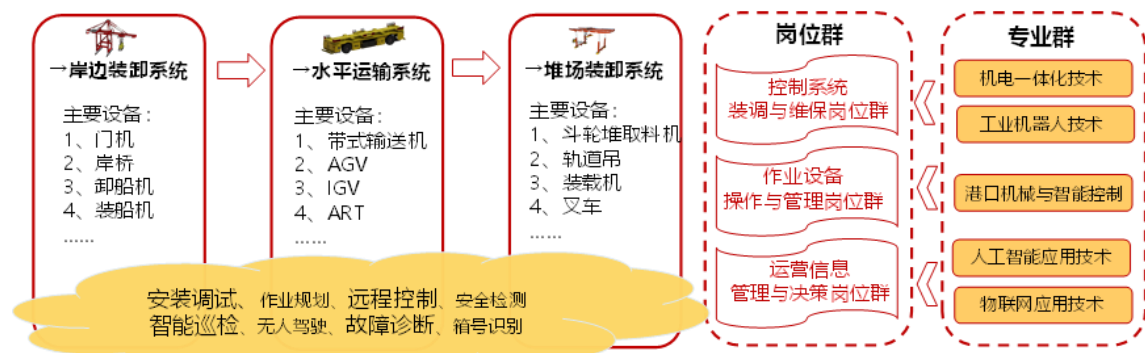 →岸边装卸系统
主要设备：
1、门机
2、岸桥
3、卸船机
4、装船机
……
→水平运输系统
主要设备：
1、带式输送机
2、AGV
3、IGV
4、ART
……
→堆场装卸系统
主要设备：
1、斗轮堆取料机
2、轨道吊
3、装载机
4、叉车
……
安装调试、作业规划、远程控制、安全检测
智能巡检、无人驾驶、故障诊断、箱号识别
岗位群
控制系统
装调与维保岗位群
作业设备
操作与管理岗位群
运营信息
管理与决策岗位群
专业群
机电一体化技术
工业机器人技术
港口机械与智能控制
人工智能应用技术
物联网应用技术